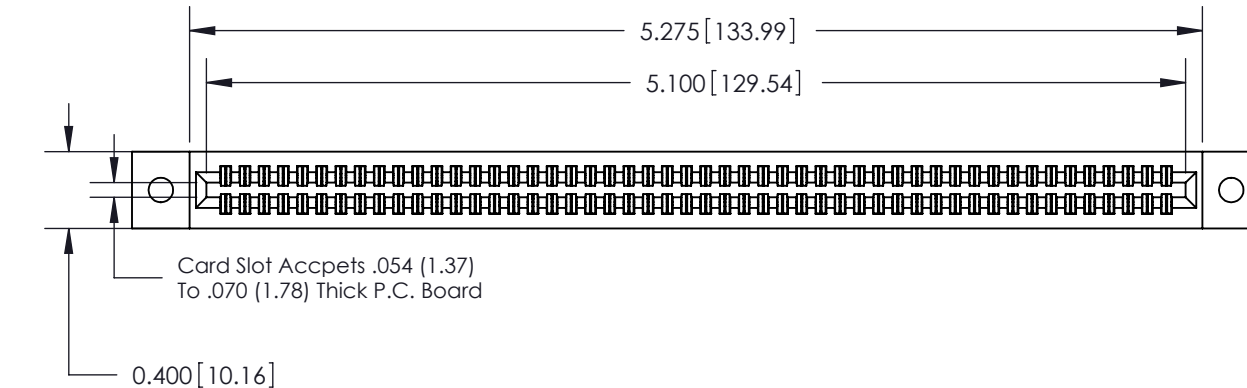 5.275[133.99]
5.100[129.54]
Card Slot Accpets .054 (1.37)
To .070 (1.78) Thick P.C. Board
0.400[10.16]